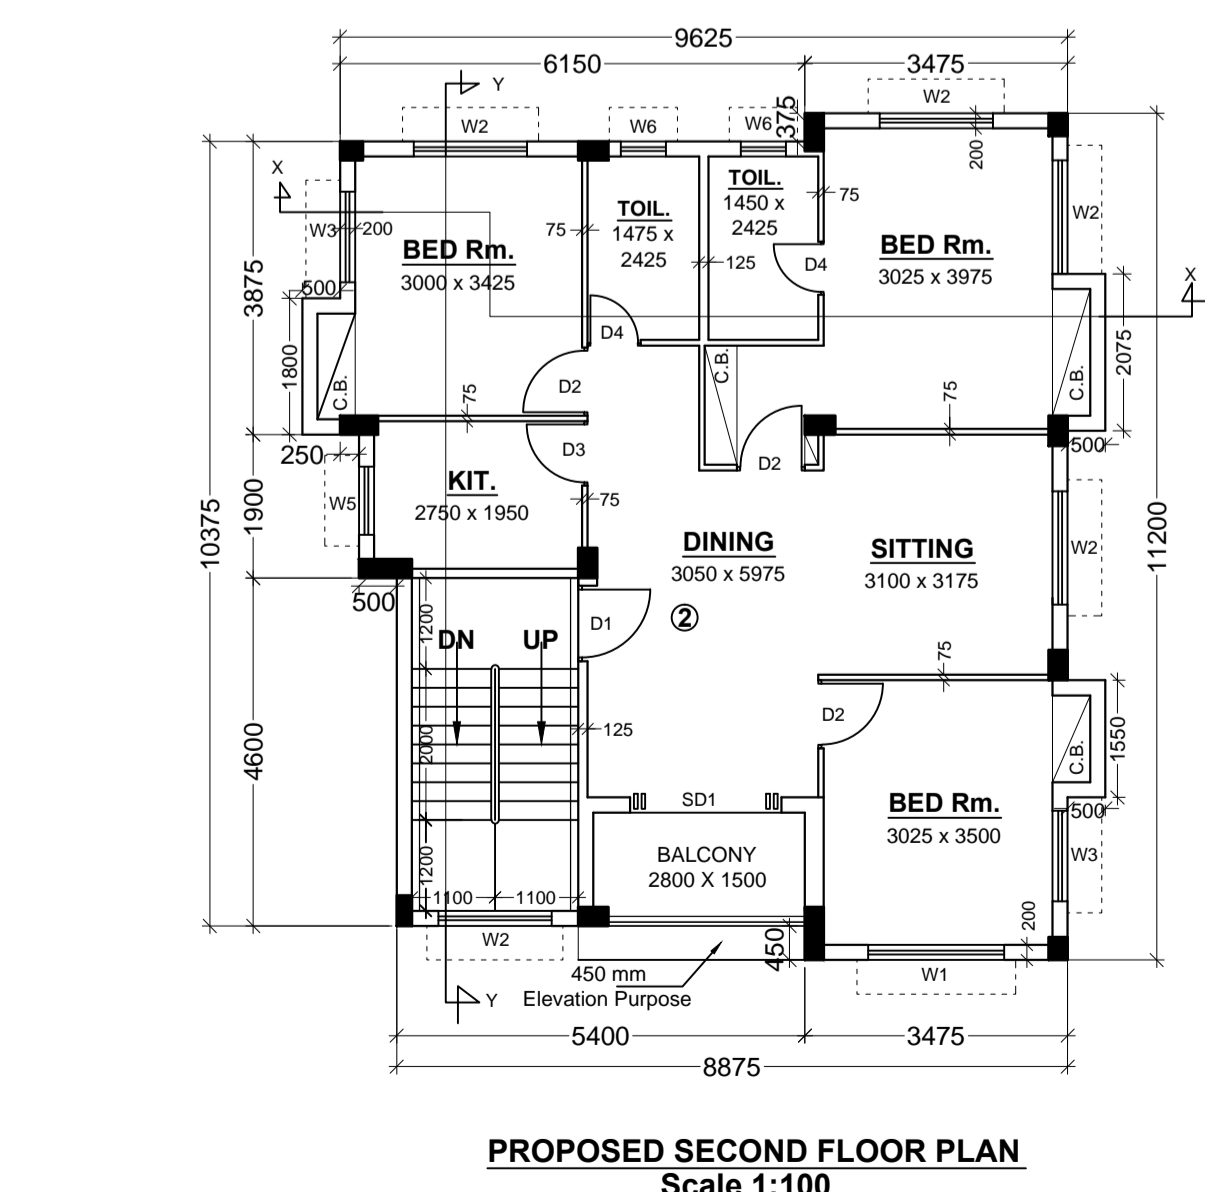 9625
6150
3475
Y
W2
375
W2
W6
W6
200
X
TOIL.
1450 x
2425
75
W2
W3
200
BED Rm.
3000 x 3425
75
TOIL.
1475 x
2425
125
D4
BED Rm.
3025 x 3975
X
500
3875
1800
C.B.
D4
D2
75
C.B.
75
C.B.
2075
D2
500
250
D3
W5
KIT.
2750 x 1950
75
1900
10375
DINING
3050 x 5975
SITTING
3100 x 3175
W2
11200
500
1200
DN
UP
D1
2
75
4600
2000
125
D2
C.B.
1550
SD1
BED Rm.
3025 x 3500
500
W3
BALCONY
2800 X 1500
1200
1100
1100
200
W2
450
450 mm
Elevation Purpose
W1
Y
5400
3475
8875
PROPOSED SECOND FLOOR PLAN
Scale 1:100